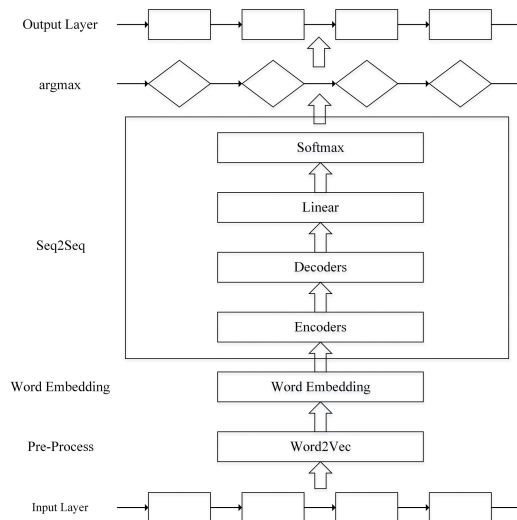 Output Layer
argmax
Softmax
Linear
Seq2Seq
Decoders
Encoders
Word Embedding
Word Embedding
Pre-Process
Word2Vec
Input Layer